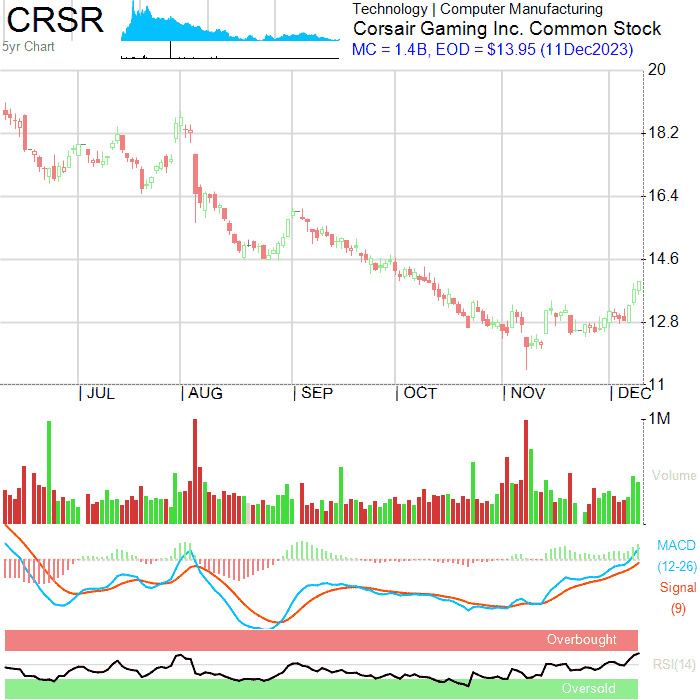 CRSR
5yr Chart
Technology | Computer Manufacturing
Corsair Gaming Inc. Common Stock
MC = 1.4B, EOD = $13.95 (11Dec2023)
20
18.2
16.4
14.6
12.8
11
| JUL | AUG | SEP | OCT | NOV | DEC
1M
Volume
MACD
(12-26)
Signal
(9)
Overbought
RSI(14)
Oversold